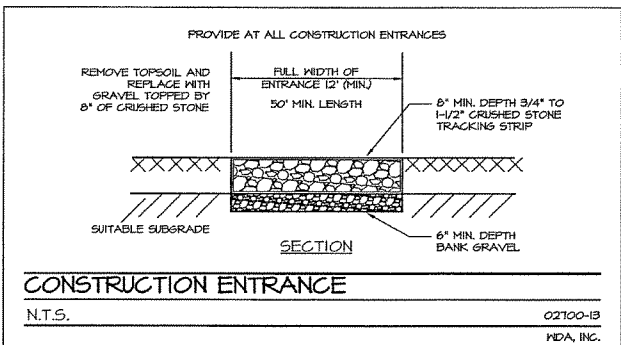 PROVIDE AT ALL CONSTRUCTION ENTRANCES
REMOVE TOPSOIL AND
REPLACE WITH
GRAVEL TOPPED BY
8" OF CRUSHED STONE
FULL WIDTH OF
ENTRANCE 12' (MIN.)
50' MIN. LENGTH
8" MIN. DEPTH 3/4" TO
1-1/2" CRUSHED STONE
TRACKING STRIP
SUITABLE SUBGRADE
SECTION
6" MIN. DEPTH
BANK GRAVEL
CONSTRUCTION ENTRANCE
N.T.S.
02700-13
WDA, INC.